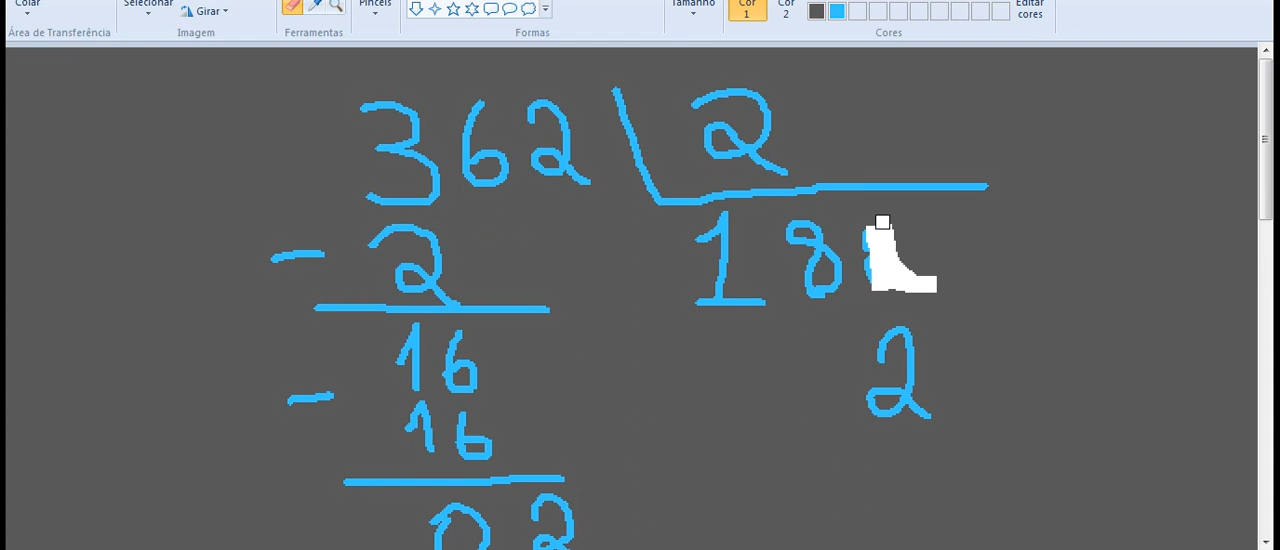 Colar
Selecionar
Girar
Pincéis
Tamanho
Cor 1
Cor 2
Editar cores
Área de Transferência
Imagem
Ferramentas
Formas
Cores
362 2
- 2
18
16
-
16
2
02